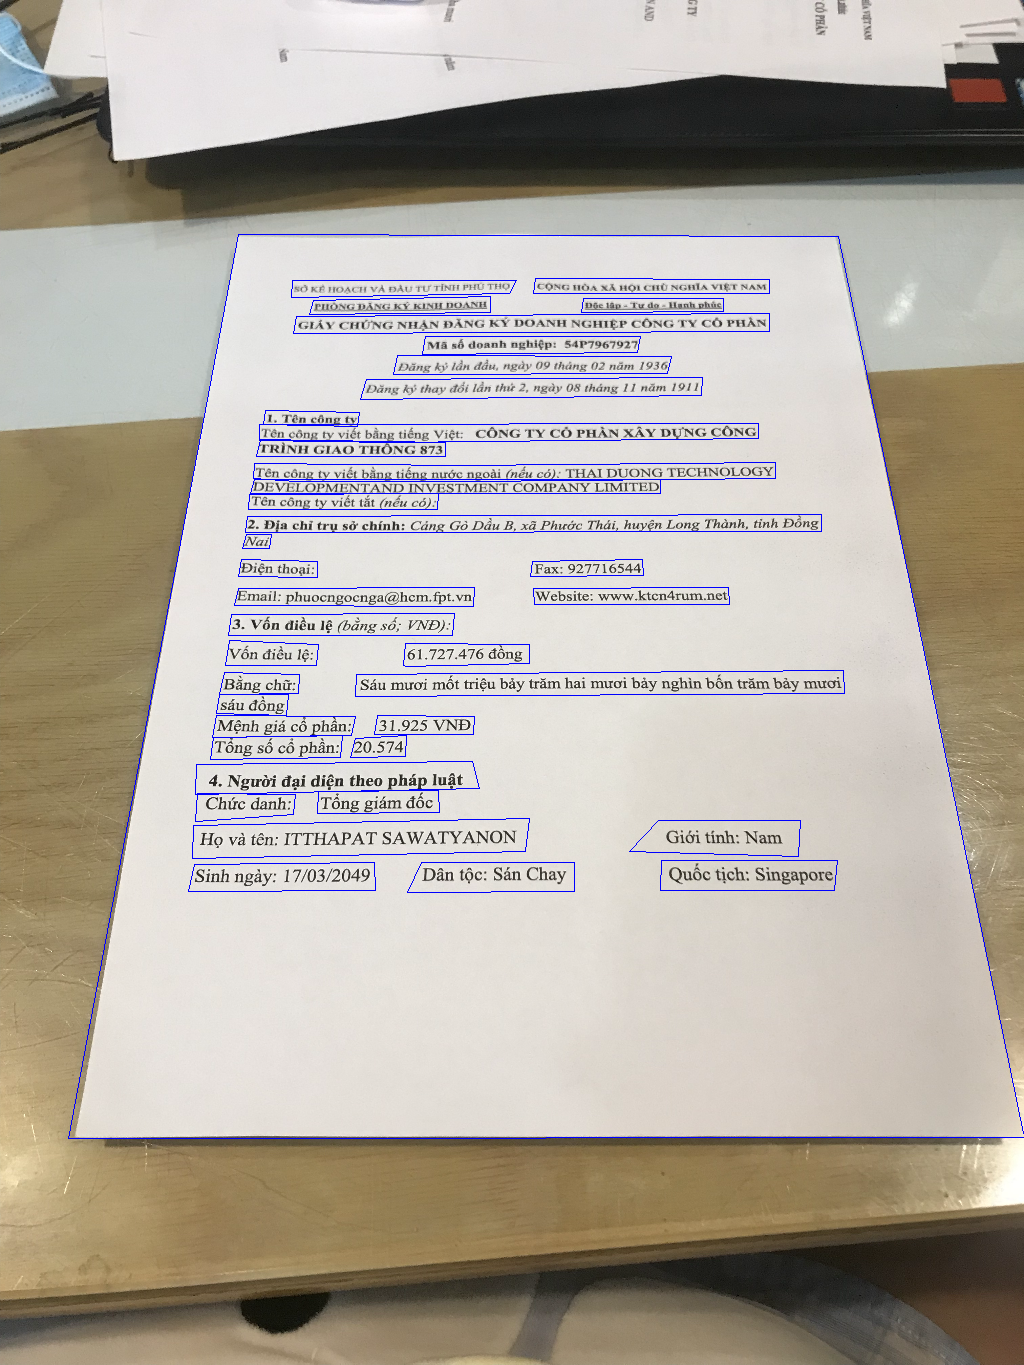 SỞ KẾ HOẠCH VÀ ĐẦU TƯ TỈNH PHÚ THỌ CỘNG HÒA XÃ HỘI CHỦ NGHĨA VIỆT NAM
PHÒNG ĐĂNG KÝ KINH DOANH Độc lập - Tự do - Hạnh phúc
GIẤY CHỨNG NHẬN ĐĂNG KÝ DOANH NGHIỆP CÔNG TY CỔ PHẦN
Mã số doanh nghiệp: 54P7967927
Đăng ký lần đầu, ngày 09 tháng 02 năm 1936
Đăng ký thay đổi lần thứ 2, ngày 08 tháng 11 năm 1911
1. Tên công ty
Tên công ty viết bằng tiếng Việt: CÔNG TY CỔ PHẦN XÂY DỰNG CÔNG
TRÌNH GIAO THÔNG 873
Tên công ty viết bằng tiếng nước ngoài (nếu có): THAI DUONG TECHNOLOGY
DEVELOPMENTAND INVESTMENT COMPANY LIMITED
Tên công ty viết tắt (nếu có):
2. Địa chỉ trụ sở chính: Cảng Gò Dầu B, xã Phước Thái, huyện Long Thành, tỉnh Đồng
Nai
Điện thoại: Fax: 927716544
Email: phuocngocnga@hcm.fpt.vn Website: www.ktcn4rum.net
3. Vốn điều lệ (bằng số; VNĐ):
Vốn điều lệ: 61.727.476 đồng
Bằng chữ: Sáu mươi mốt triệu bảy trăm hai mươi bảy nghìn bốn trăm bảy mươi
sáu đồng
Mệnh giá cổ phần: 31.925 VNĐ
Tổng số cổ phần: 20.574
4. Người đại diện theo pháp luật
Chức danh: Tổng giám đốc
Họ và tên: ITTHAPAT SAWATYANON Giới tính: Nam
Sinh ngày: 17/03/2049 Dân tộc: Sán Chay Quốc tịch: Singapore